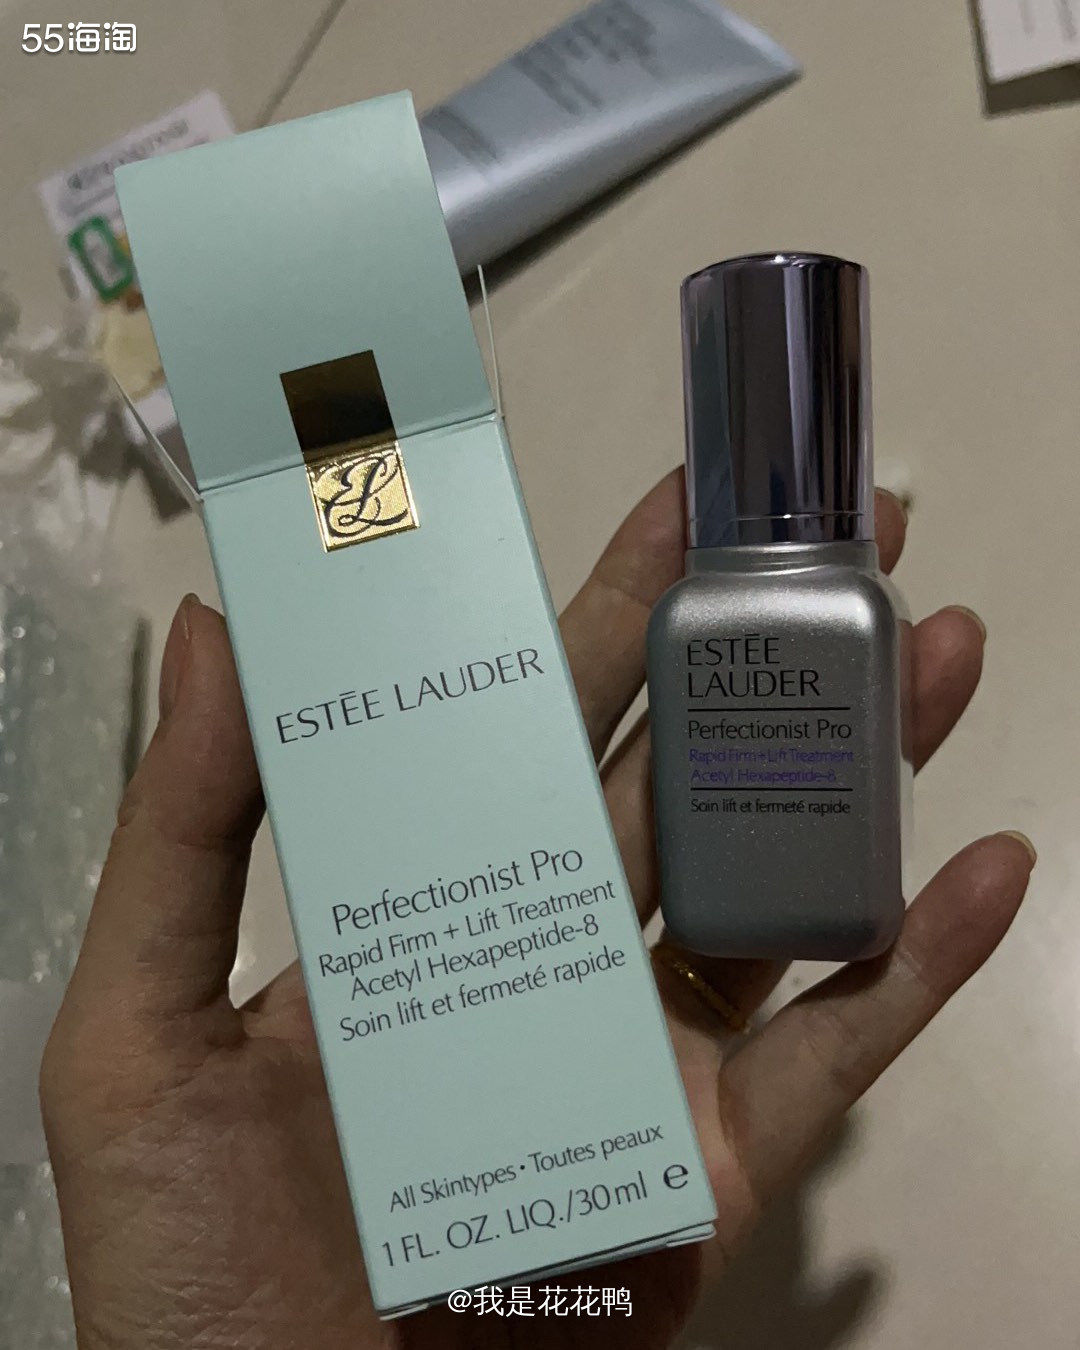 55海淘
ESTĒE LAUDER
Perfectionist Pro
Rapid Firm + Lift Treatment
Acetyl Hexapeptide-8
Soin lift et fermeté rapide
All Skintypes • Toutes peaux
1 FL. OZ. LIQ./30ml e
ESTĒE
LAUDER
Perfectionist Pro
Rapid Firm+Lift Treatment
Acetyl Hexapeptide-8
Soin lift et fermeté rapide
@我是花花鸭